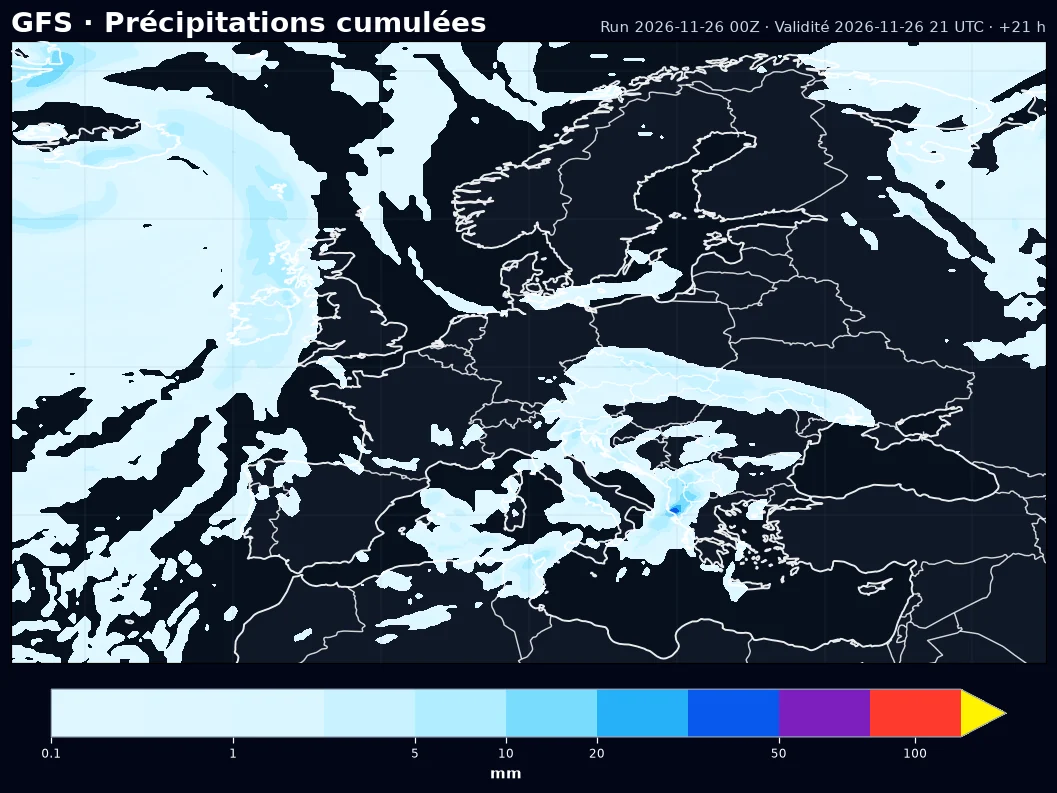 GFS · Précipitations cumulées
Run 2026-11-26 00Z · Validité 2026-11-26 21 UTC · +21 h
0.1 1 5 10 20 50 100
mm